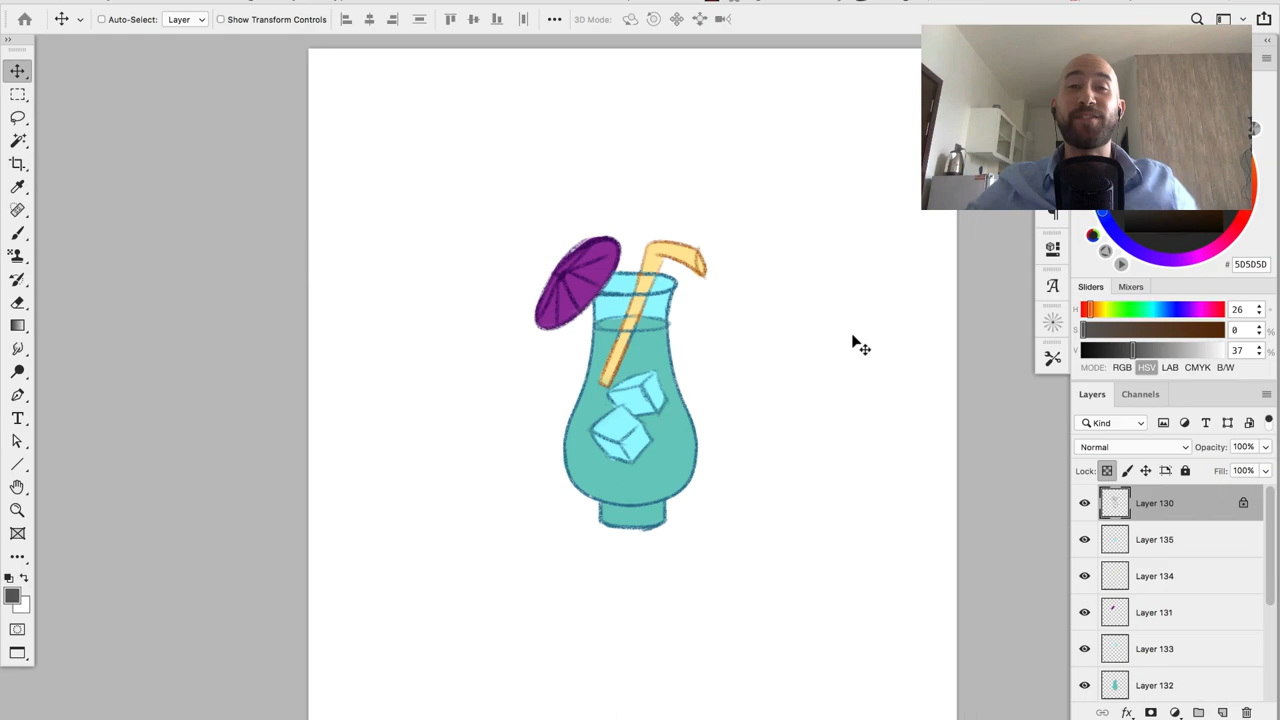 Auto-Select: Layer Show Transform Controls 3D Mode:
# 5D5D5D
Sliders Mixers
H 26 °
S 0 %
V 37 %
MODE: RGB HSV LAB CMYK B/W
Layers Channels
Kind
Normal Opacity: 100%
Lock: Fill: 100%
Layer 130
Layer 135
Layer 134
Layer 131
Layer 133
Layer 132
fx